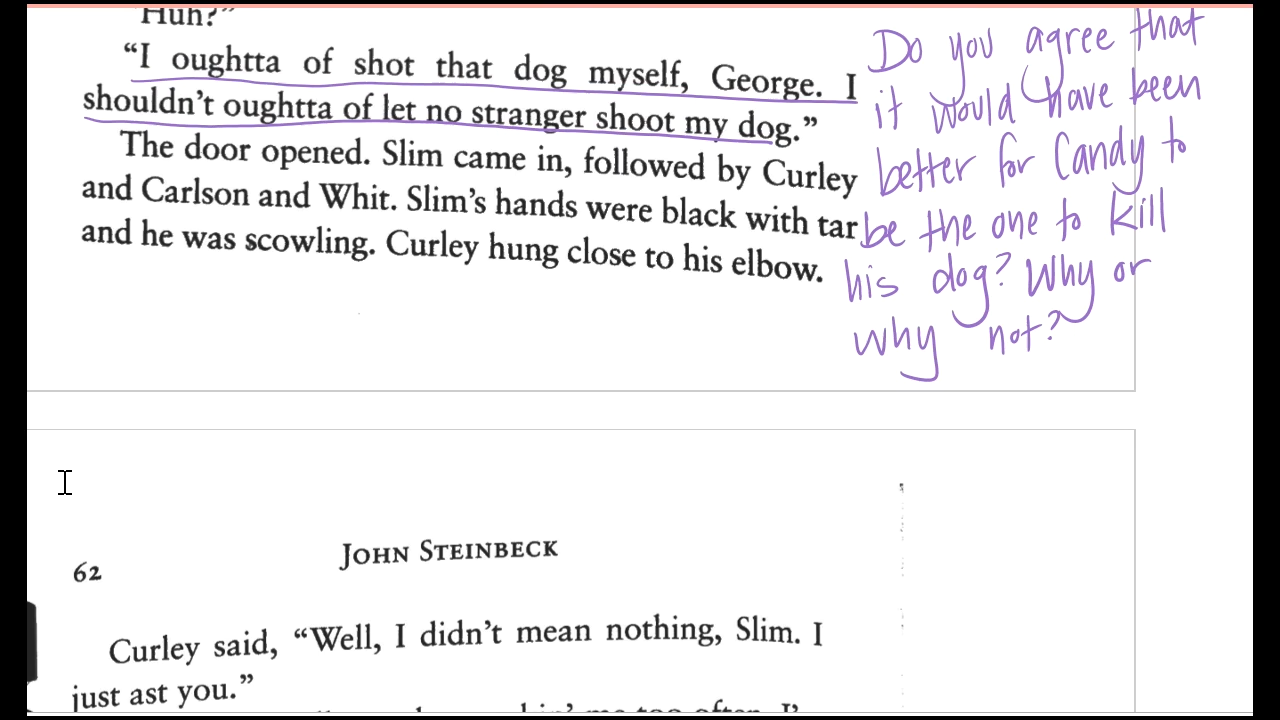 Huh?”
“I oughtta of shot that dog myself, George. I
shouldn’t oughtta of let no stranger shoot my dog.”
The door opened. Slim came in, followed by Curley
and Carlson and Whit. Slim’s hands were black with tar
and he was scowling. Curley hung close to his elbow.
Do you agree that
it would have been
better for Candy to
be the one to kill
his dog? Why or
why not?
62
JOHN STEINBECK
Curley said, “Well, I didn’t mean nothing, Slim. I
just ast you.”
me too often. I’